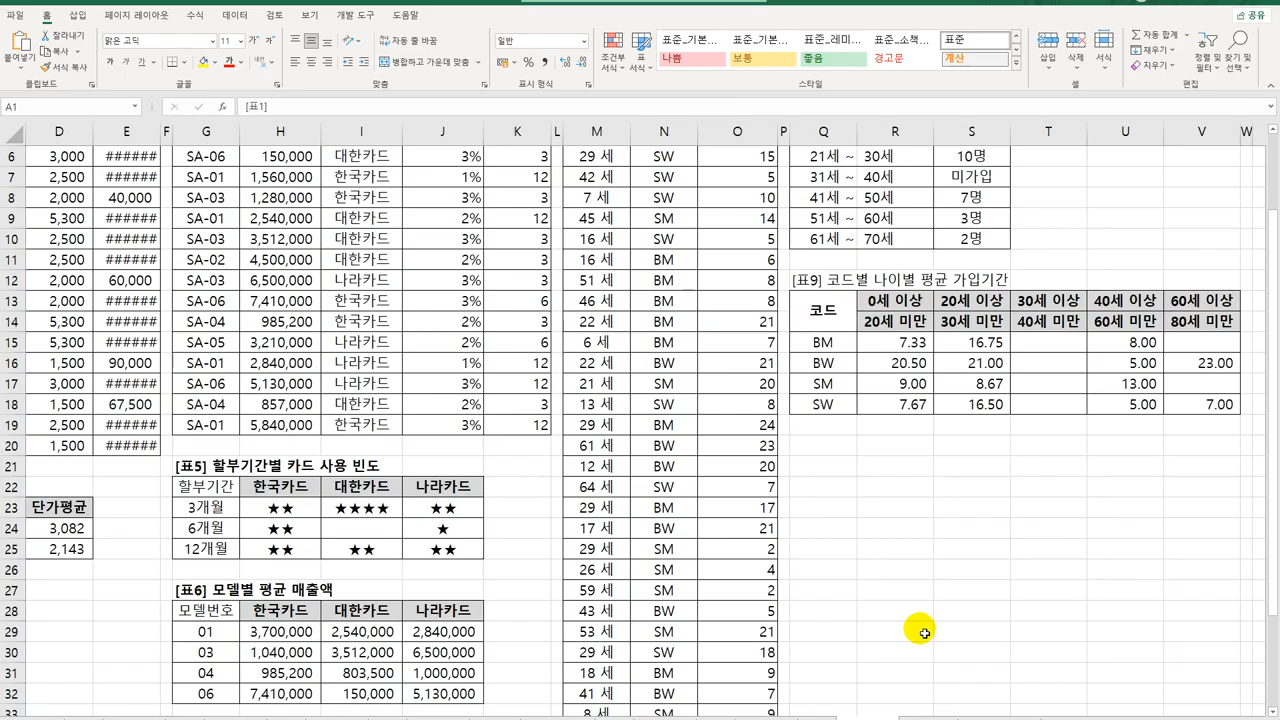 파일 홈 삽입 페이지 레이아웃 수식 데이터 검토 보기 개발 도구 도움말 공유
붙여넣기 잘라내기 복사 서식 복사
맑은 고딕 11 자동 줄 바꿈 병합하고 가운데 맞춤 일반
조건부 서식 표 서식 표준_기본... 표준_기본... 표준_레미... 표준_소책... 표준
나쁨 보통 좋음 경고문 계산
삽입 삭제 서식 자동 합계 채우기 지우기 정렬 및 필터 찾기 및 선택
클립보드 글꼴 맞춤 표시 형식 스타일 셀 편집
A1 fx [표1]
D E F G H I J K L M N O P Q R S T U V W
6 3,000 ###### SA-06 150,000 대한카드 3% 3 29 세 SW 15 21세 ~ 30세 10명
7 2,500 ###### SA-01 1,560,000 한국카드 1% 12 42 세 SW 5 31세 ~ 40세 미가입
8 2,000 40,000 SA-03 1,280,000 한국카드 3% 3 7 세 SW 10 41세 ~ 50세 7명
9 5,300 ###### SA-01 2,540,000 대한카드 2% 12 45 세 SM 14 51세 ~ 60세 3명
10 2,500 ###### SA-03 3,512,000 대한카드 3% 3 16 세 SW 5 61세 ~ 70세 2명
11 2,500 ###### SA-02 4,500,000 대한카드 2% 3 16 세 BM 6
12 2,000 60,000 SA-03 6,500,000 나라카드 3% 3 51 세 BM 8 [표9] 코드별 나이별 평균 가입기간
13 2,000 ###### SA-06 7,410,000 한국카드 3% 6 46 세 BM 8 코드 0세 이상 20세 이상 30세 이상 40세 이상 60세 이상
14 5,300 ###### SA-04 985,200 한국카드 2% 3 22 세 BM 21 20세 미만 30세 미만 40세 미만 60세 미만 80세 미만
15 5,300 ###### SA-05 3,210,000 나라카드 2% 6 6 세 BM 7 BM 7.33 16.75 8.00
16 1,500 90,000 SA-01 2,840,000 나라카드 1% 12 22 세 BW 21 BW 20.50 21.00 5.00 23.00
17 3,000 ###### SA-06 5,130,000 나라카드 3% 12 21 세 SM 20 SM 9.00 8.67 13.00
18 1,500 67,500 SA-04 857,000 대한카드 2% 3 13 세 SW 8 SW 7.67 16.50 5.00 7.00
19 2,500 ###### SA-01 5,840,000 한국카드 3% 12 29 세 BM 24
20 1,500 ###### 61 세 BW 23
21 [표5] 할부기간별 카드 사용 빈도 12 세 BW 20
22 할부기간 한국카드 대한카드 나라카드 64 세 SW 7
23 단가평균 3개월 ★★ ★★★★ ★★ 29 세 BM 17
24 3,082 6개월 ★★ ★ 17 세 BW 21
25 2,143 12개월 ★★ ★★ ★★ 29 세 SM 2
26 26 세 SM 4
27 [표6] 모델별 평균 매출액 59 세 SM 2
28 모델번호 한국카드 대한카드 나라카드 43 세 BW 5
29 01 3,700,000 2,540,000 2,840,000 53 세 SM 21
30 03 1,040,000 3,512,000 6,500,000 29 세 SW 18
31 04 985,200 803,500 1,000,000 18 세 BM 9
32 06 7,410,000 150,000 5,130,000 41 세 BW 7
33 8 세 SM 9